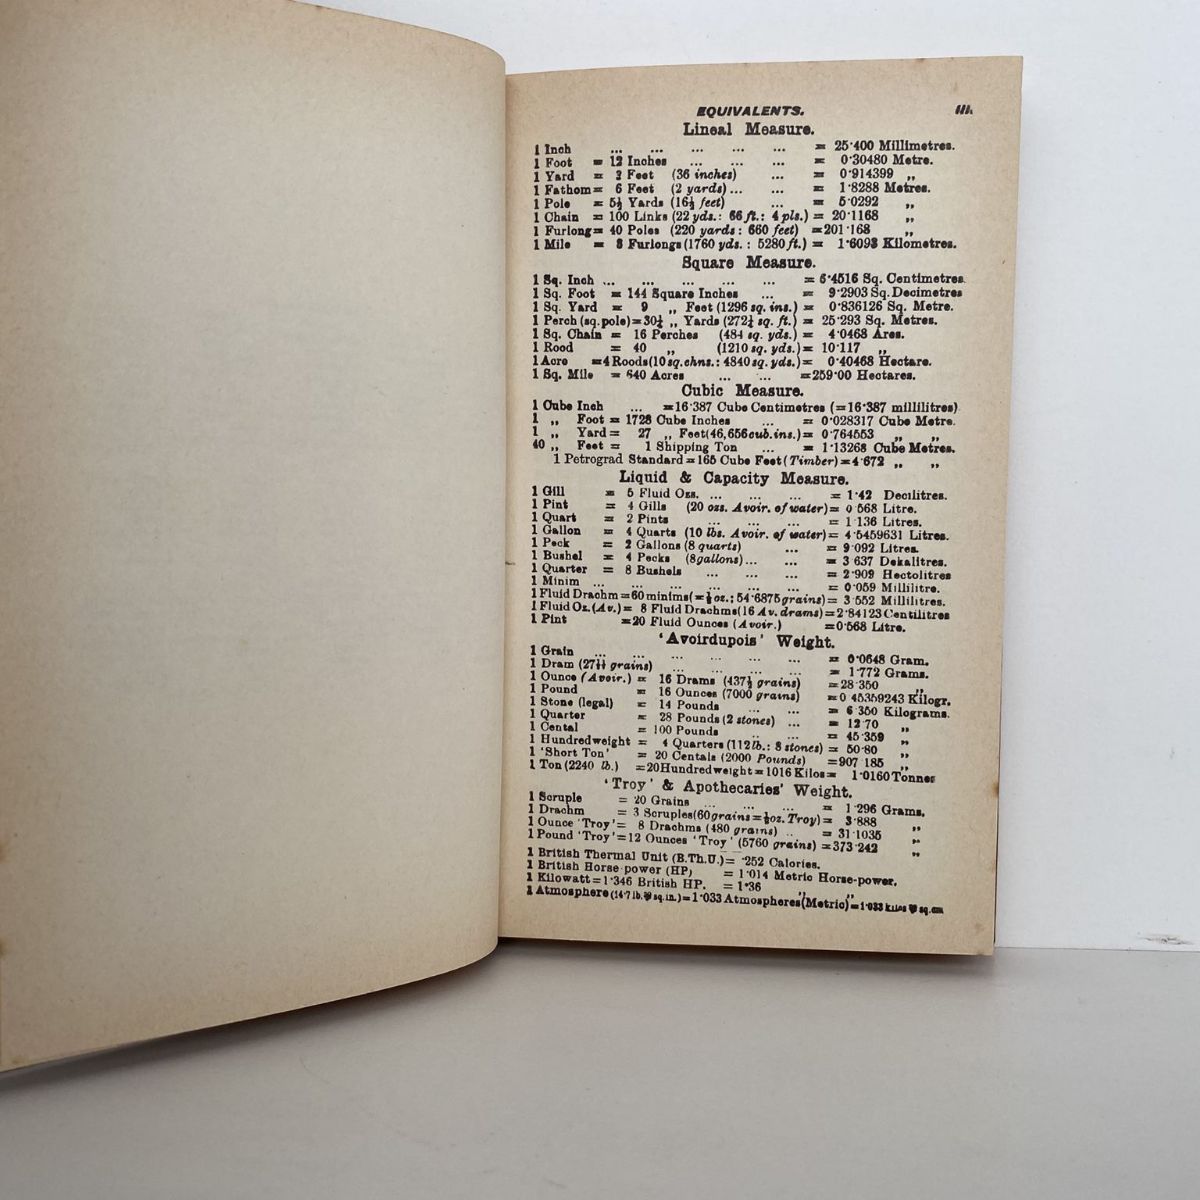 EQUIVALENTS. III.
Lineal Measure.
1 Inch ... ... ... ... ... = 25·400 Millimetres.
1 Foot = 12 Inches ... ... ... = 0·30480 Metre.
1 Yard = 3 Feet (36 inches) ... = 0·914399 „
1 Fathom= 6 Feet (2 yards)... ... = 1·8288 Metres.
1 Pole = 5½ Yards (16½ feet) ... = 5·0292 „
1 Chain = 100 Links (22 yds.: 66 ft.: 4 pls.) = 20·1168 „
1 Furlong= 40 Poles (220 yards: 660 feet) =201·168 „
1 Mile = 8 Furlongs(1760 yds.: 5280 ft.) = 1·6093 Kilometres.
Square Measure.
1 Sq. Inch ... ... ... ... ... = 6·4516 Sq. Centimetres.
1 Sq. Foot = 144 Square Inches ... = 9·2903 Sq. Decimetres
1 Sq. Yard = 9 „ Feet (1296 sq. ins.) = 0·836126 Sq. Metre.
1 Perch (sq.pole)=30¼ „ Yards (272¼ sq. ft.) = 25·293 Sq. Metres.
1 Sq. Chain = 16 Perches (484 sq. yds.) = 4·0468 Ares.
1 Rood = 40 „ (1210 sq. yds.)= 10·117 „
1 Acre =4 Roods(10sq.chns.: 4840sq. yds.)= 0·40468 Hectare.
1 Sq. Mile = 640 Acres ... ... =259·00 Hectares.
Cubic Measure.
1 Cube Inch ... =16·387 Cube Centimetres (=16·387 millilitres)
1 „ Foot = 1728 Cube Inches ... = 0·028317 Cube Metre.
1 „ Yard = 27 „ Feet(46,656cub.ins.)= 0·764553 „ „
40 „ Feet = 1 Shipping Ton ... = 1·13268 Cube Metres.
1 Petrograd Standard=165 Cube Feet (Timber)=4·672 „ „
Liquid & Capacity Measure.
1 Gill = 5 Fluid Ozs. ... ... ... = 1·42 Decilitres.
1 Pint = 4 Gills (20 ozs. Avoir. of water)= 0 568 Litre.
1 Quart = 2 Pints ... ... ... = 1 136 Litres.
1 Gallon = 4 Quarts (10 lbs. Avoir. of water)= 4·5459631 Litres.
1 Peck = 2 Gallons (8 quarts) ... = 9 092 Litres.
1 Bushel = 4 Pecks (8gallons)... ... = 3 637 Dekalitres.
1 Quarter = 8 Bushels ... ... ... = 2·909 Hectolitres
1 Minim ... ... ... ... ... = 0·059 Millilitre.
1 Fluid Drachm=60 minims(=⅛oz.; 54·6875grains)= 3·552 Millilitres.
1 Fluid Oz.(Av.)= 8 Fluid Drachms(16 Av. drams)=2·84123 Centilitres
1 Pint =20 Fluid Ounces (Avoir.) =0·568 Litre.
'Avoirdupois' Weight.
1 Grain ... ... ... ... ... = 0·0648 Gram.
1 Dram (27 grains) ... ... ... ... = 1·772 Grams.
1 Ounce (Avoir.) = 16 Drams (437½ grains) =28·350 „
1 Pound = 16 Ounces (7000 grains) =0 45359243 Kilogr.
1 Stone (legal) = 14 Pounds ... ... = 6 350 Kilograms.
1 Quarter = 28 Pounds (2 stones) ... = 12 70 „
1 Cental = 100 Pounds ... ... = 45 359 „
1 Hundredweight = 4 Quarters (112 lb.: 8 stones) = 50·80 „
1 'Short Ton' = 20 Centals (2000 Pounds) =907 185 „
1 Ton (2240 lb.) =20Hundredweight=1016 Kilos= 1·0160 Tonnes
'Troy' & Apothecaries' Weight.
1 Scruple = 20 Grains ... ... ... = 1 296 Grams.
1 Drachm = 3 Scruples(60grains=⅛oz. Troy)= 3·888 „
1 Ounce 'Troy'= 8 Drachms (480 grains) .. = 31·1035 „
1 Pound 'Troy'=12 Ounces 'Troy' (5760 grains) =373·242 „
1 British Thermal Unit (B.Th.U.)= ·252 Calories.
1 British Horse-power (HP) = 1·014 Metric Horse-power.
1 Kilowatt=1·346 British HP. = 1·36 „ „
1 Atmosphere (14·7 lb. sq.in.)=1·033 Atmospheres(Metric)=1·033 kilos sq.cm